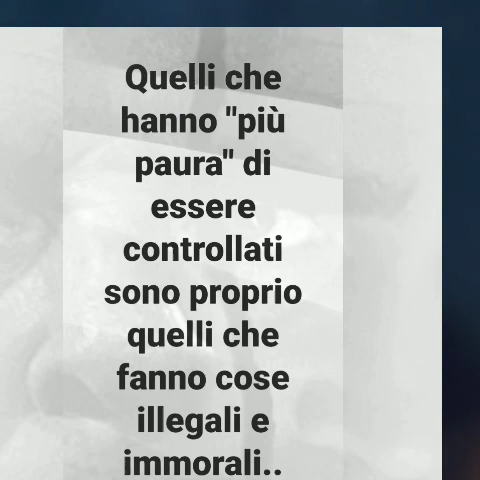 Quelli che
hanno "più
paura" di
essere
controllati
sono proprio
quelli che
fanno cose
illegali e
immorali..